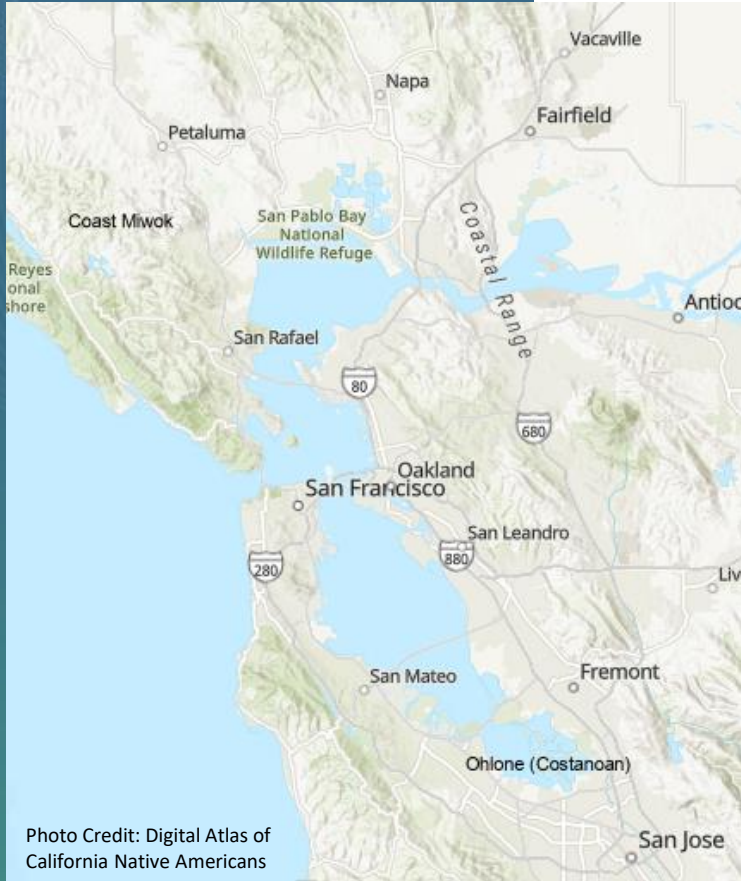 Vacaville
Napa
Fairfield
Petaluma
Coast Miwok
San Pablo Bay
National
Wildlife Refuge
Coastal Range
Reyes
onal
shore
Antioc
San Rafael
80
680
Oakland
San Francisco
San Leandro
880
280
Liv
San Mateo
Fremont
Ohlone (Costanoan)
Photo Credit: Digital Atlas of
California Native Americans
San Jose